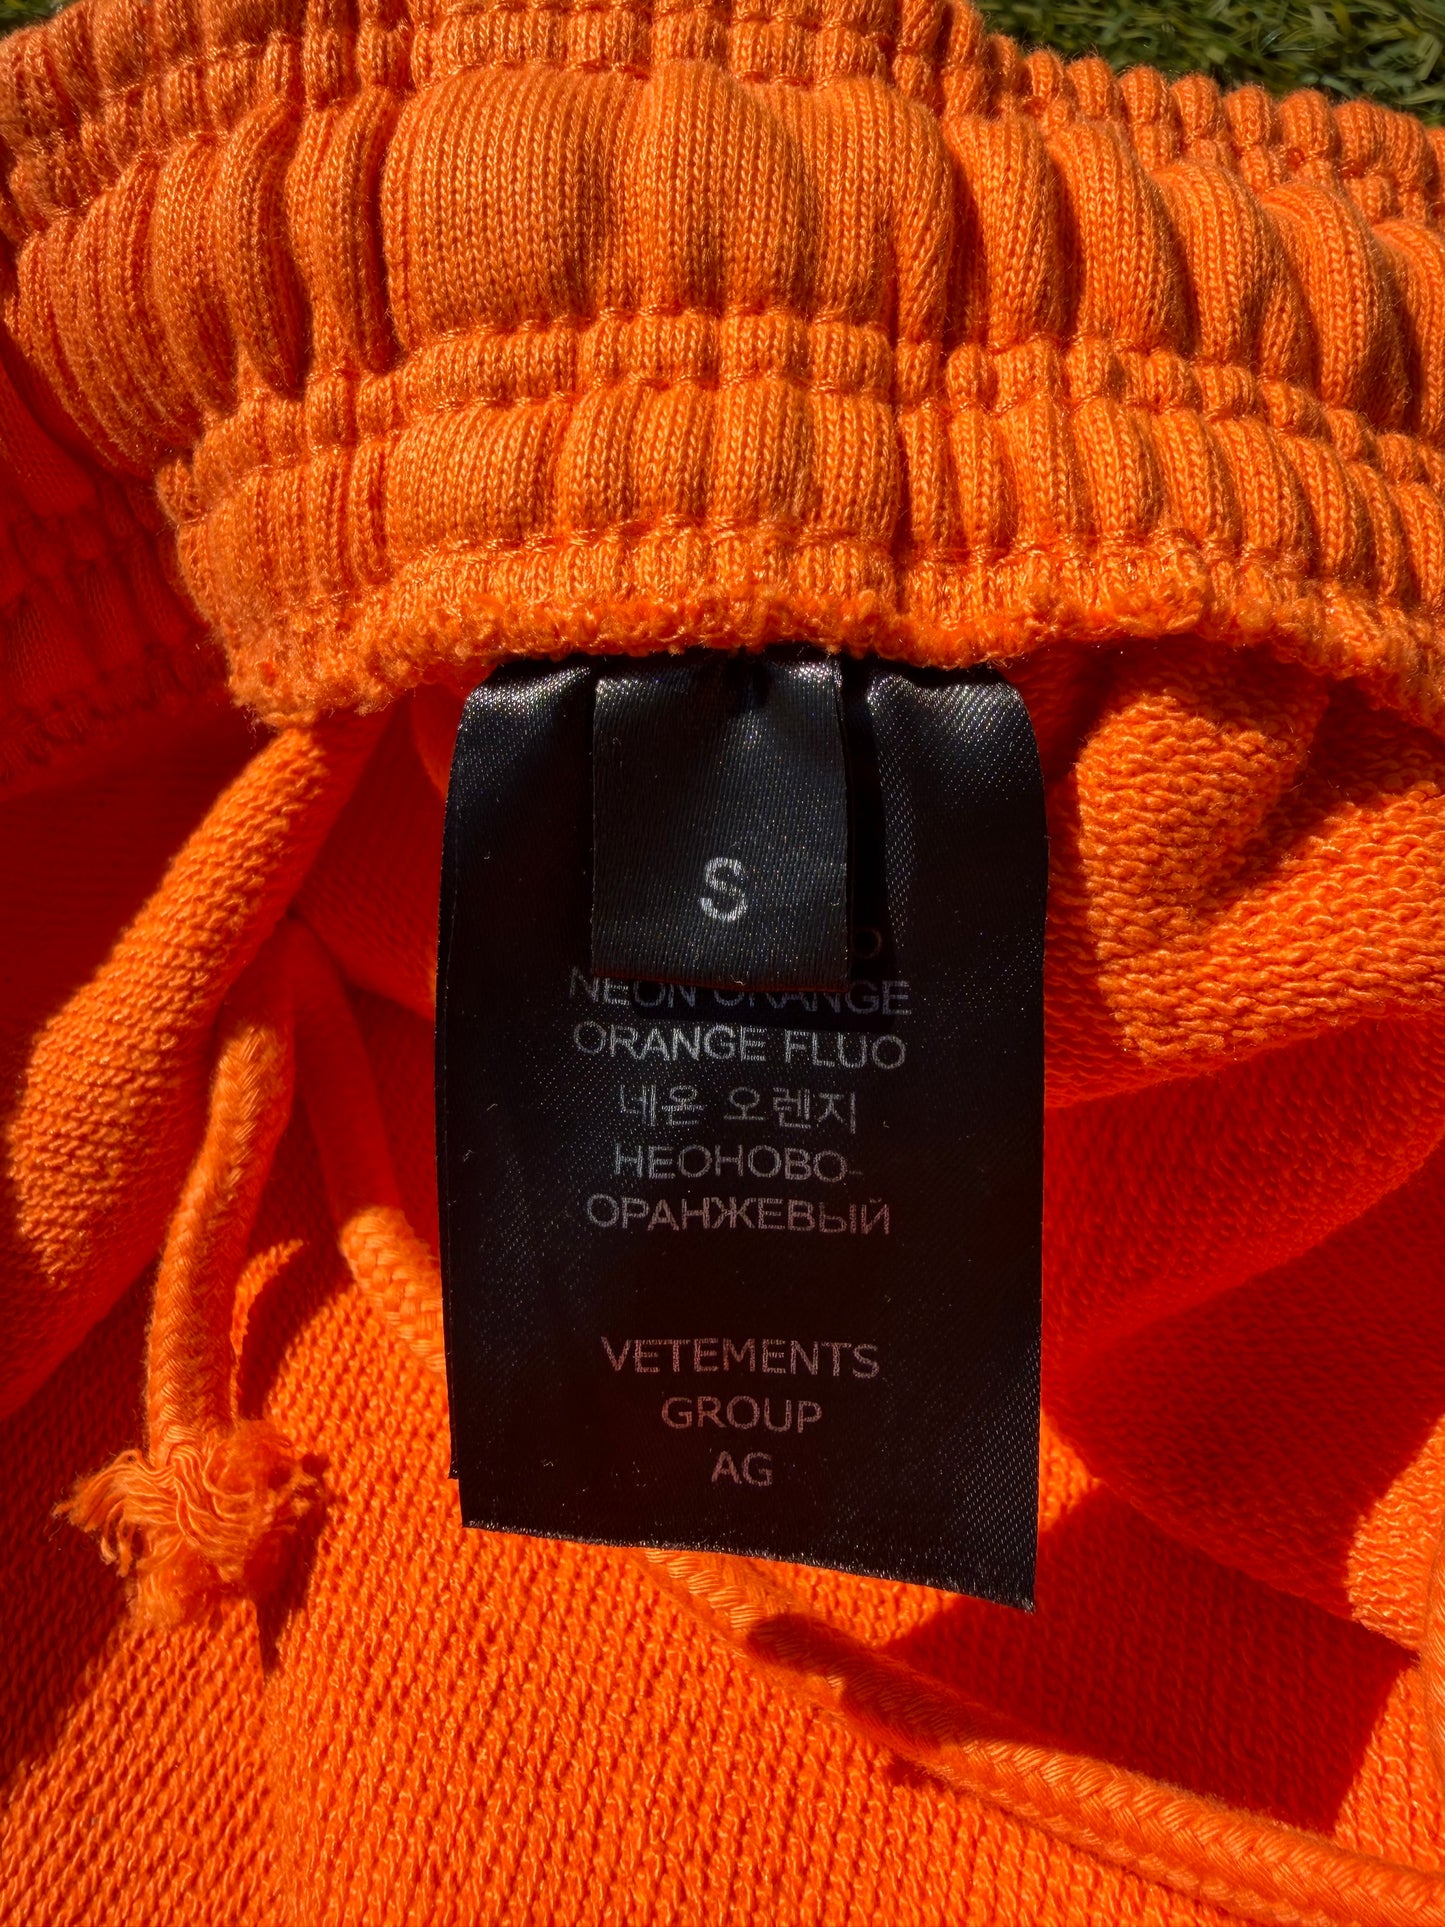 S
NEON ORANGE
ORANGE FLUO
네온 오렌지
НЕОНОВО-
ОРАНЖЕВЫЙ
VETEMENTS
GROUP
AG